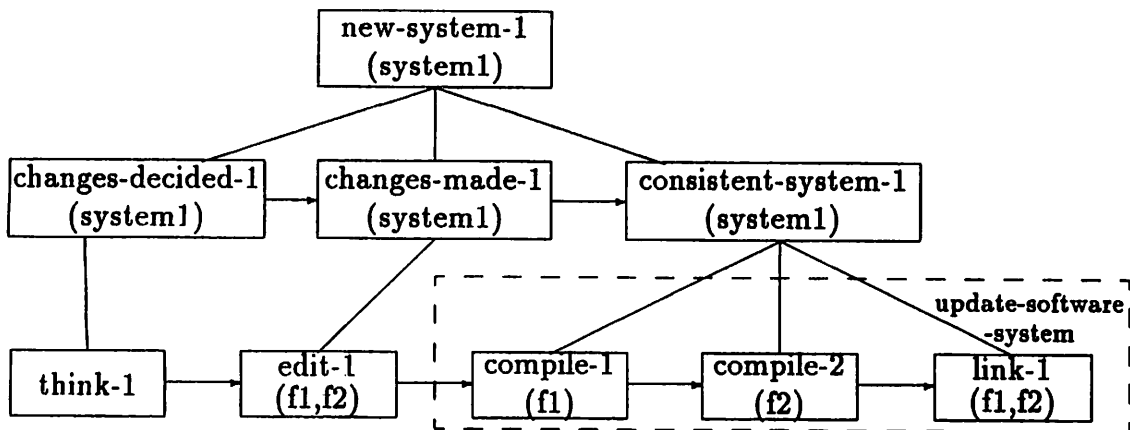 new-system-1
(system1)
changes-decided-1
(system1)
changes-made-1
(system1)
consistent-system-1
(system1)
update-software
-system
think-1
edit-1
(f1,f2)
compile-1
(f1)
compile-2
(f2)
link-1
(f1,f2)